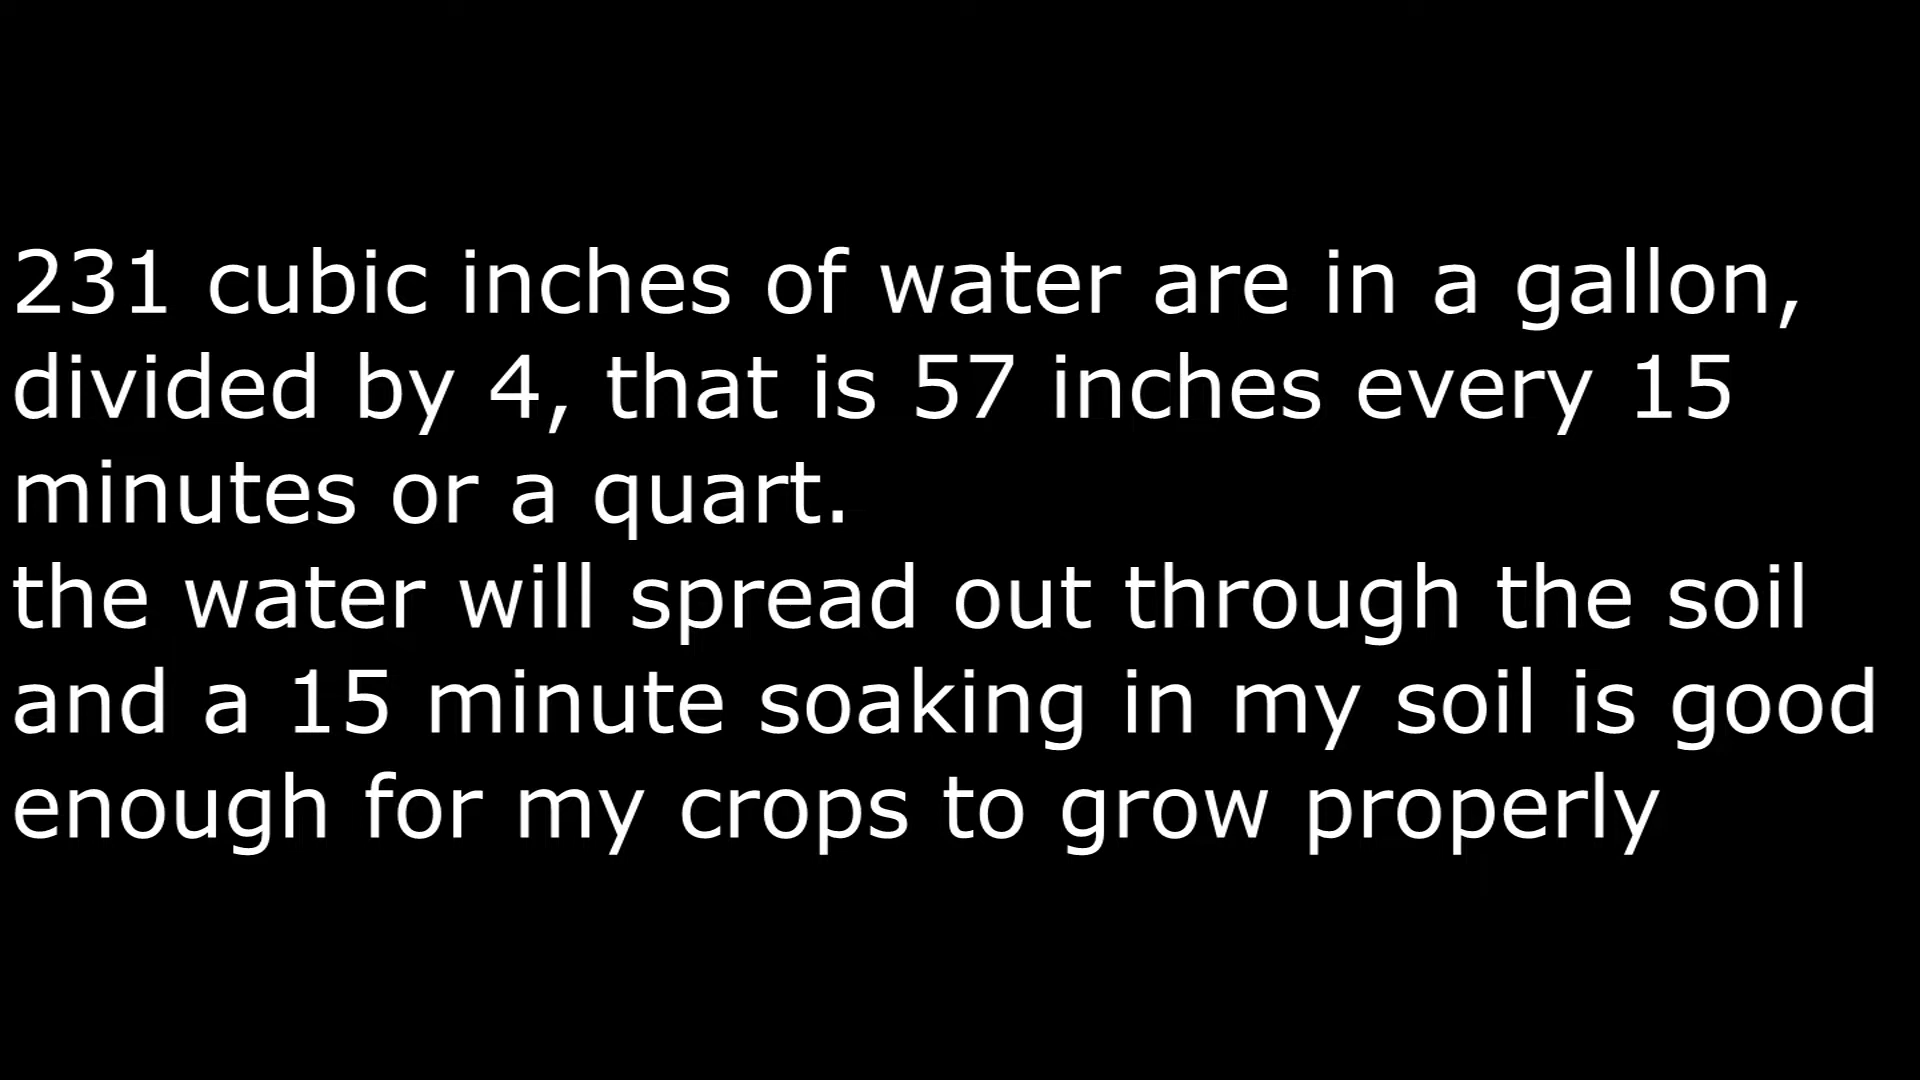 231 cubic inches of water are in a gallon,
divided by 4, that is 57 inches every 15
minutes or a quart.
the water will spread out through the soil
and a 15 minute soaking in my soil is good
enough for my crops to grow properly